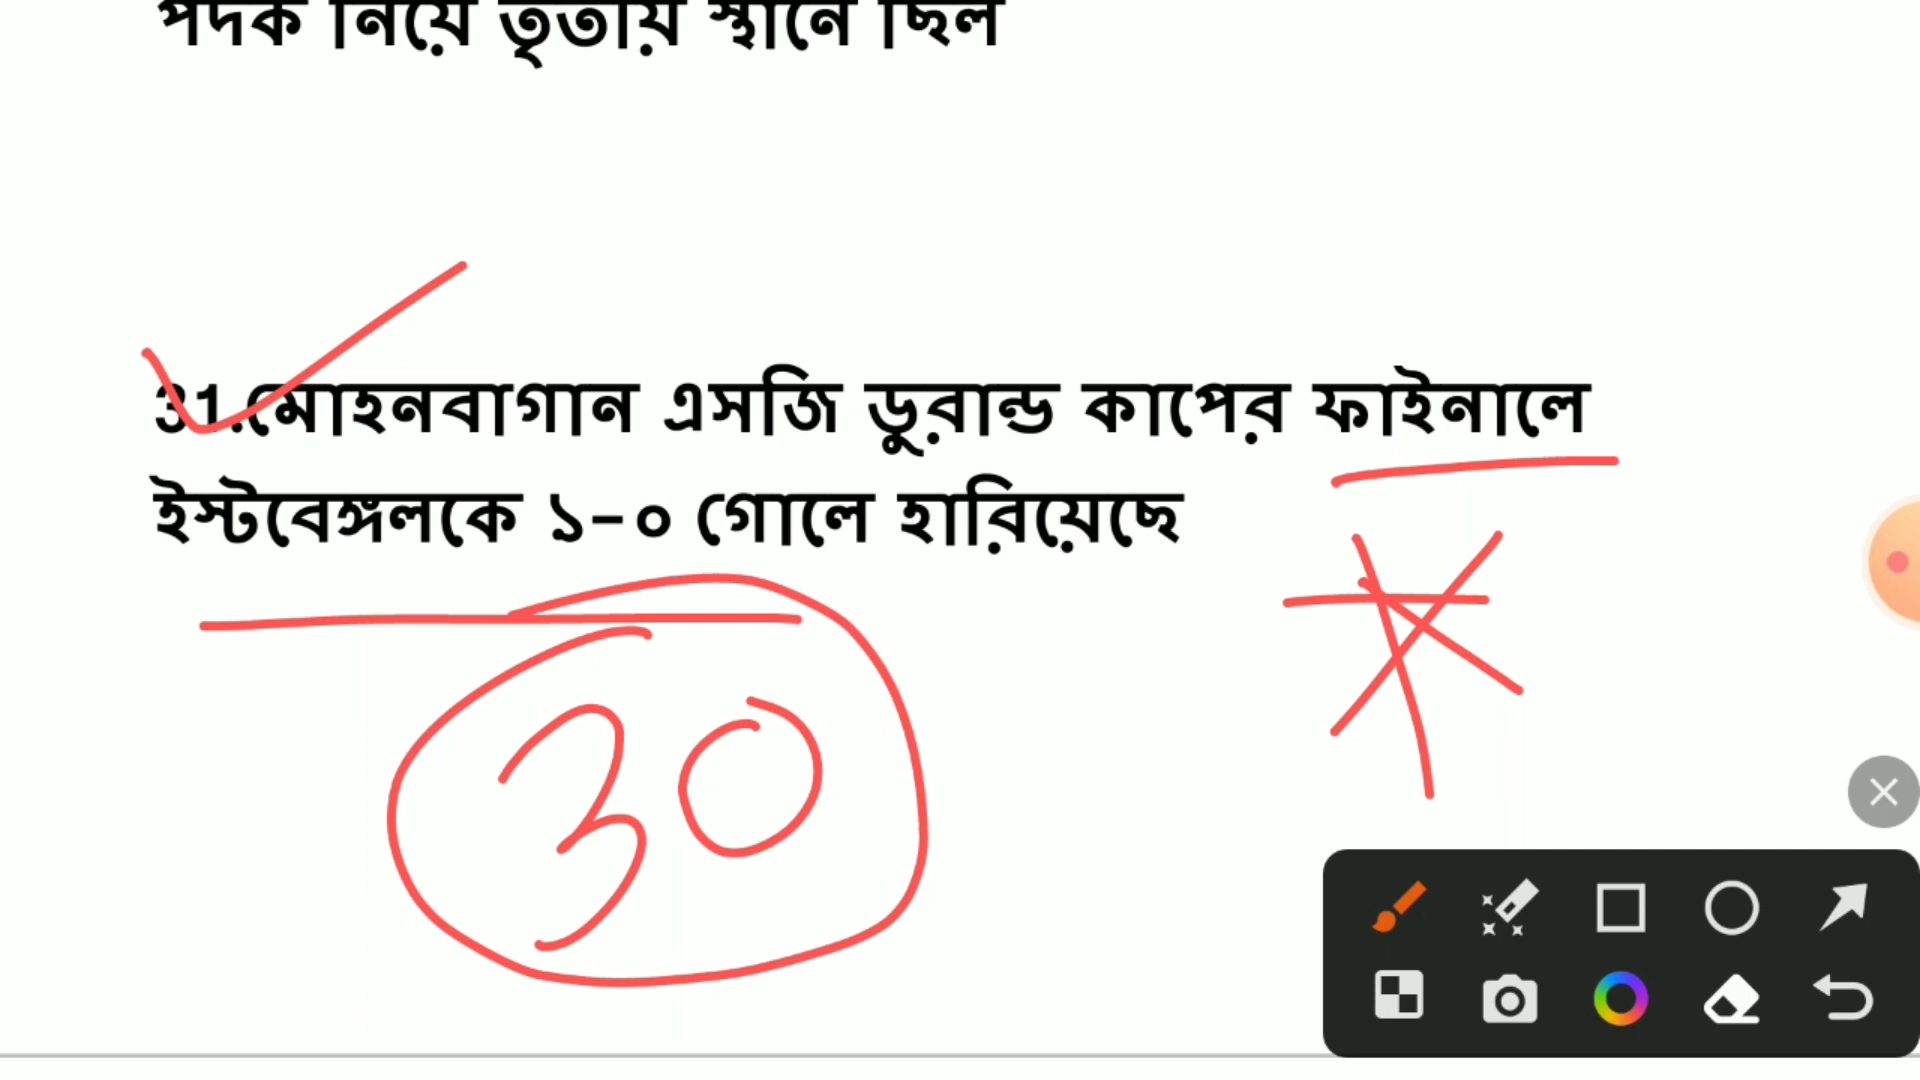 পদক নিয়ে তৃতীয় স্থানে ছিল
31.মোহনবাগান এসজি ডুরান্ড কাপের ফাইনালে
ইস্টবেঙ্গলকে ১-০ গোলে হারিয়েছে
30